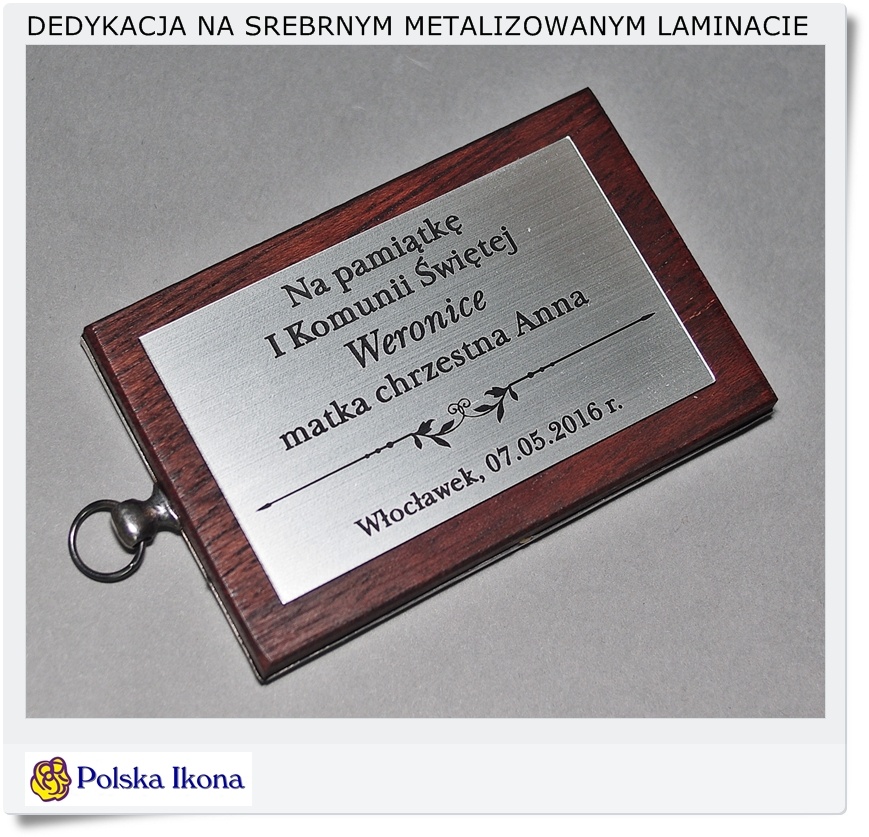 DEDYKACJA NA SREBRNYM METALIZOWANYM LAMINACIE
Na pamiątkę
I Komunii Świętej
Weronice
matka chrzestna Anna
Włocławek, 07.05.2016 r.
Polska Ikona